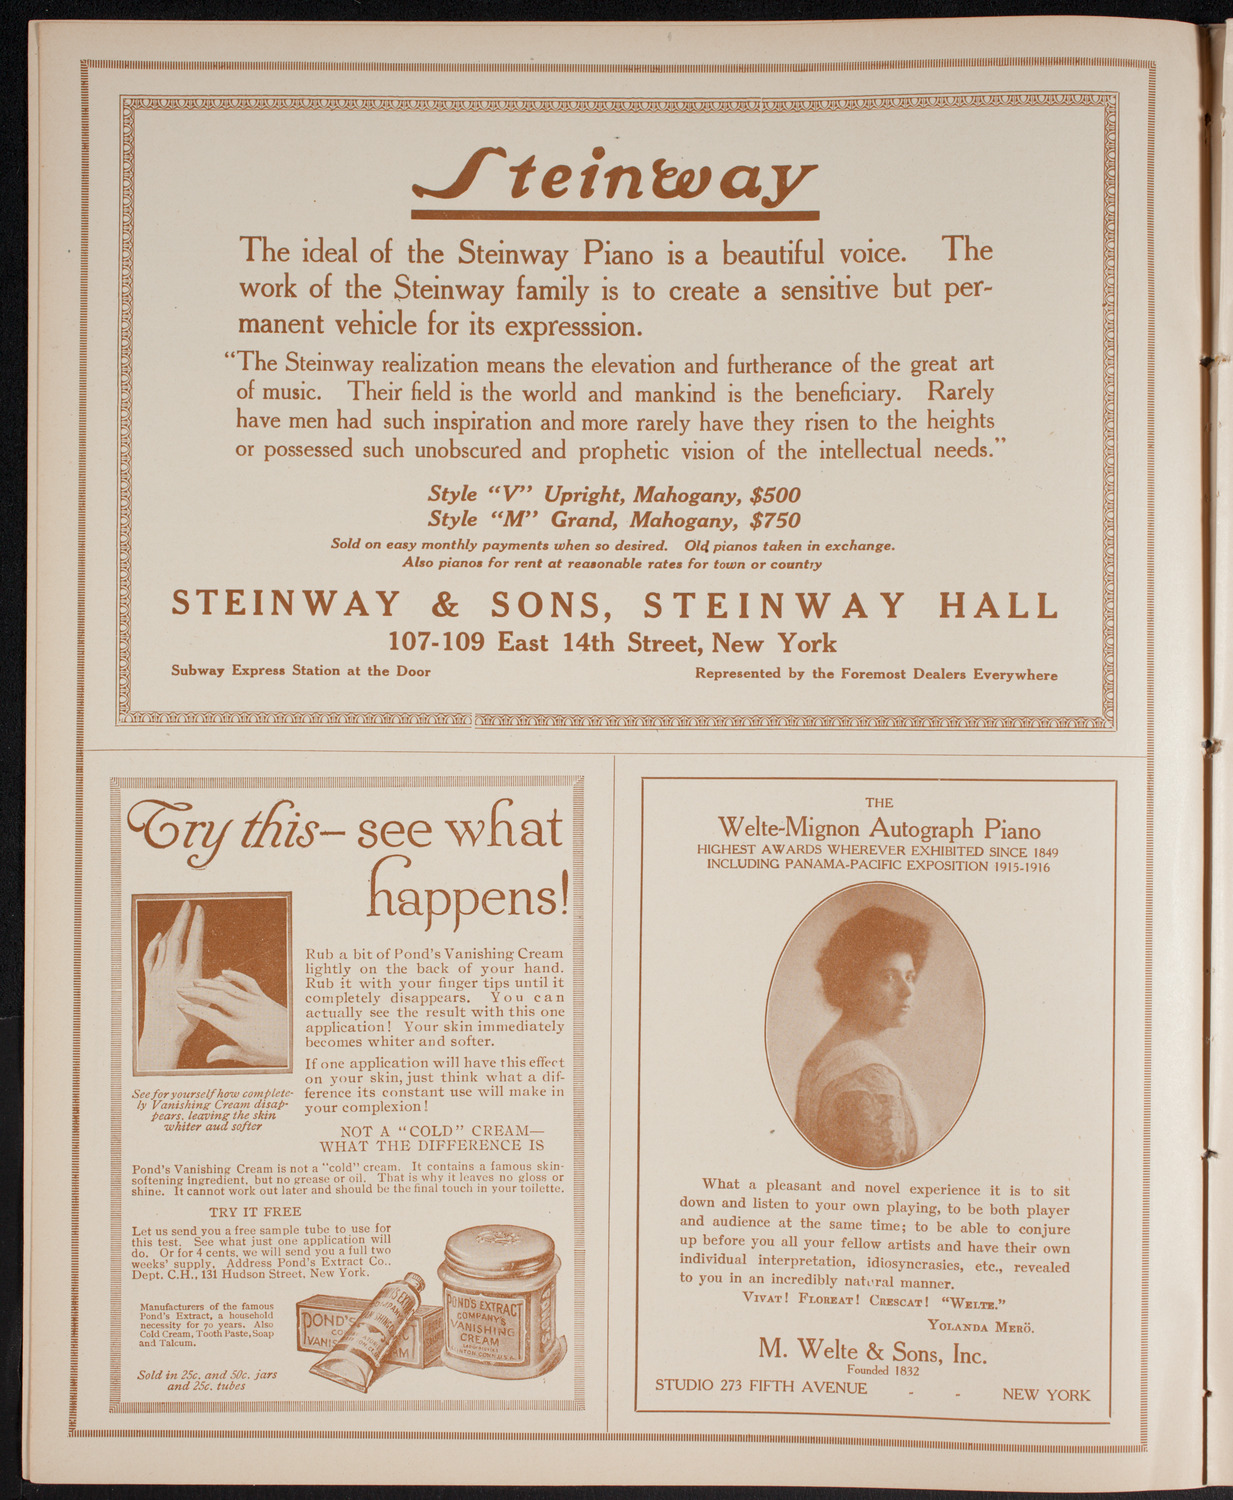 Steinway
The ideal of the Steinway Piano is a beautiful voice. The
work of the Steinway family is to create a sensitive but per-
manent vehicle for its expresssion.
“The Steinway realization means the elevation and furtherance of the great art
of music. Their field is the world and mankind is the beneficiary. Rarely
have men had such inspiration and more rarely have they risen to the heights
or possessed such unobscured and prophetic vision of the intellectual needs.”
Style “V” Upright, Mahogany, $500
Style “M” Grand, Mahogany, $750
Sold on easy monthly payments when so desired. Old pianos taken in exchange.
Also pianos for rent at reasonable rates for town or country
STEINWAY & SONS, STEINWAY HALL
107-109 East 14th Street, New York
Subway Express Station at the Door
Represented by the Foremost Dealers Everywhere
Try this—see what
happens!
Rub a bit of Pond's Vanishing Cream
lightly on the back of your hand.
Rub it with your finger tips until it
completely disappears. You can
actually see the result with this one
application! Your skin immediately
becomes whiter and softer.
If one application will have this effect
on your skin, just think what a dif-
ference its constant use will make in
your complexion!
See for yourself how complete-
ly Vanishing Cream disap-
pears, leaving the skin
whiter aud softer
NOT A “COLD” CREAM—
WHAT THE DIFFERENCE IS
Pond's Vanishing Cream is not a "cold" cream. It contains a famous skin-
softening ingredient, but no grease or oil. That is why it leaves no gloss or
shine. It cannot work out later and should be the final touch in your toilette.
TRY IT FREE
Let us send you a free sample tube to use for
this test. See what just one application will
do. Or for 4 cents, we will send you a full two
weeks' supply. Address Pond's Extract Co.,
Dept. C.H., 131 Hudson Street, New York.
Manufacturers of the famous
Pond's Extract, a household
necessity for 70 years. Also
Cold Cream, Tooth Paste, Soap
and Talcum.
Sold in 25c. and 50c. jars
and 25c. tubes
POND'S
VANIS
POND'S EXTRACT
COMPANY'S
VANISHING
CREAM
THE
Welte-Mignon Autograph Piano
HIGHEST AWARDS WHEREVER EXHIBITED SINCE 1849
INCLUDING PANAMA-PACIFIC EXPOSITION 1915-1916
What a pleasant and novel experience it is to sit
down and listen to your own playing, to be both player
and audience at the same time; to be able to conjure
up before you all your fellow artists and have their own
individual interpretation, idiosyncrasies, etc., revealed
to you in an incredibly natural manner.
VIVAT! FLOREAT! CRESCAT! “WELTE.”
YOLANDA MERÖ.
M. Welte & Sons, Inc.
Founded 1832
STUDIO 273 FIFTH AVENUE - - NEW YORK